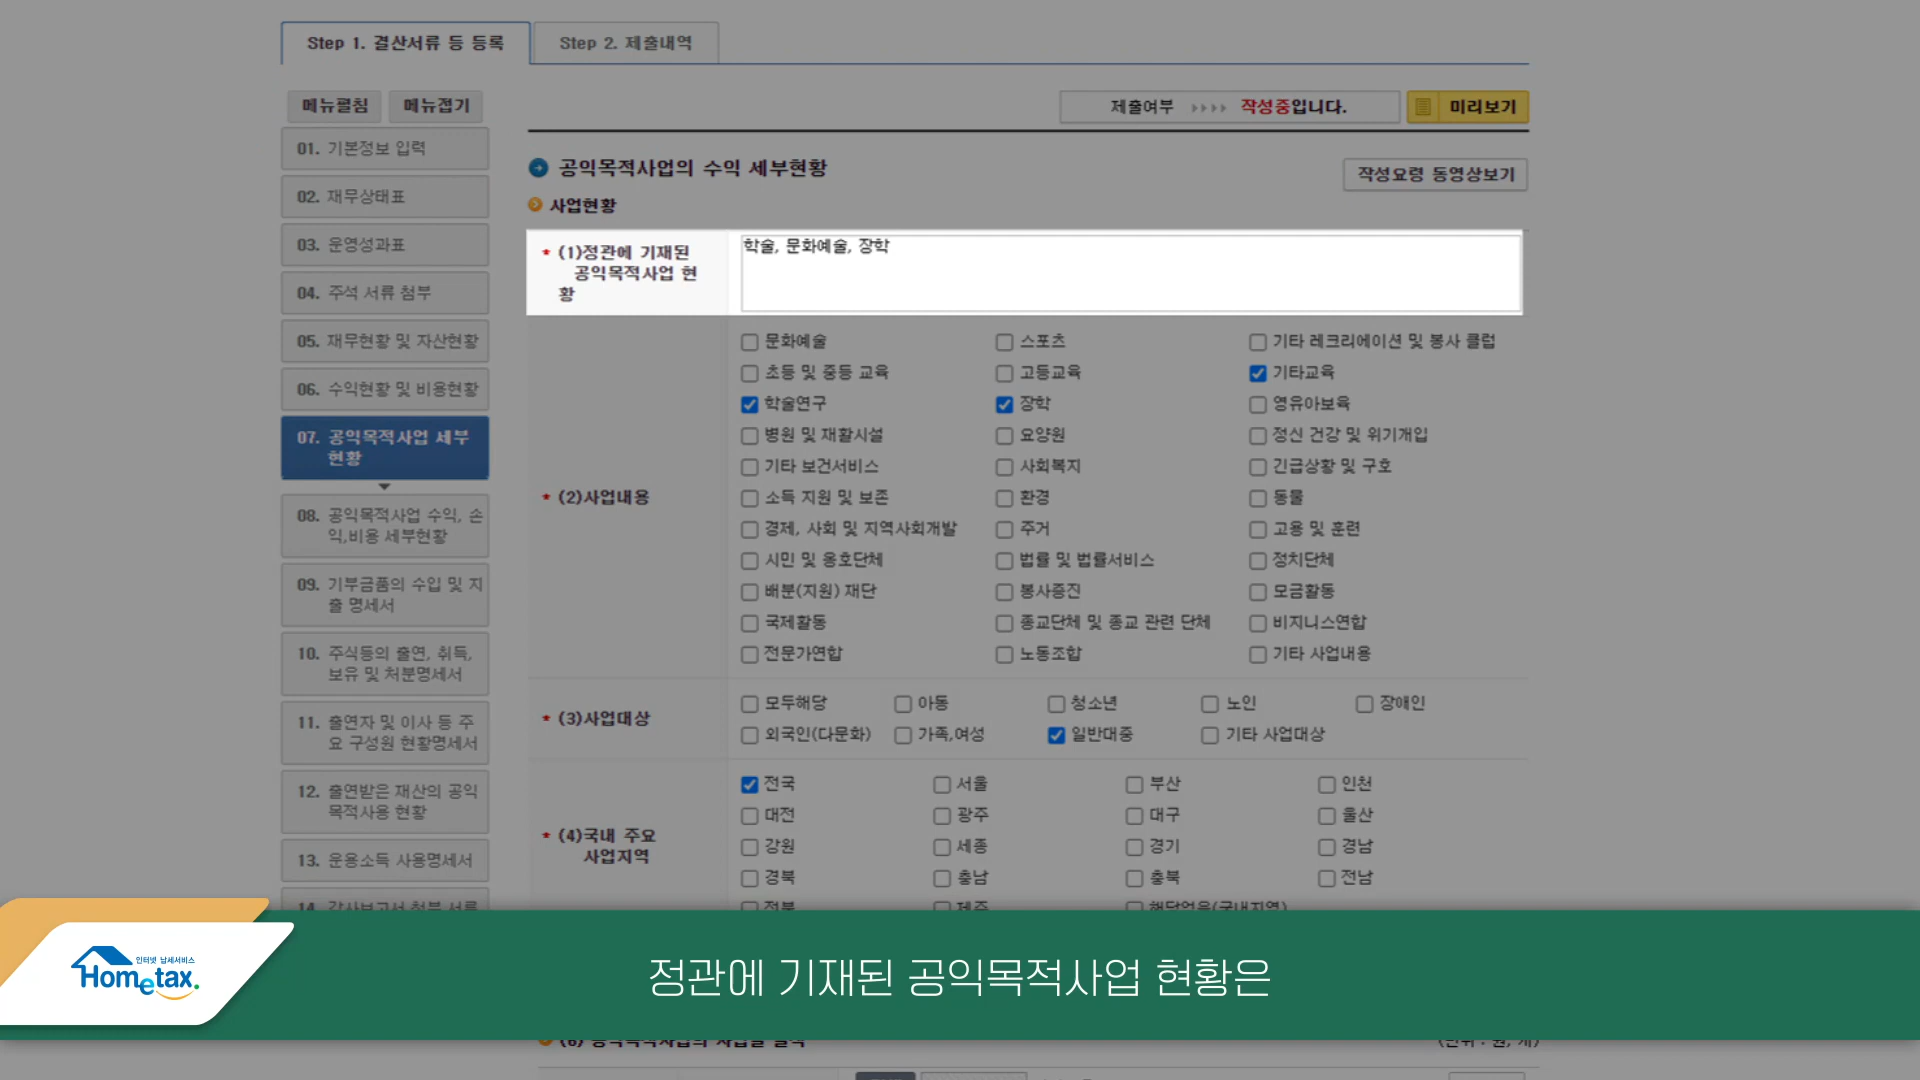 Step 1. 결산서류 등 등록
Step 2. 제출내역
메뉴펼침
메뉴접기
제출여부
작성중입니다.
미리보기
01. 기본정보 입력
02. 재무상태표
03. 운영성과표
04. 주석 서류 첨부
05. 재무현황 및 자산현황
06. 수익현황 및 비용현황
07. 공익목적사업 세부
현황
08. 공익목적사업 수익, 손
익,비용 세부현황
09. 기부금품의 수입 및 지
출 명세서
10. 주식등의 출연, 취득,
보유 및 처분명세서
11. 출연자 및 이사 등 주
요 구성원 현황명세서
12. 출연받은 재산의 공익
목적사용 현황
13. 운용소득 사용명세서
14. 감사보고서 첨부 서류
공익목적사업의 수익 세부현황
작성요령 동영상보기
사업현황
* (1)정관에 기재된
공익목적사업 현
황
학술, 문화예술, 장학
* (2)사업내용
문화예술 스포츠 기타 레크리에이션 및 봉사 클럽
초등 및 중등 교육 고등교육 기타교육
학술연구 장학 영유아보육
병원 및 재활시설 요양원 정신 건강 및 위기개입
기타 보건서비스 사회복지 긴급상황 및 구호
소득 지원 및 보존 환경 동물
경제, 사회 및 지역사회개발 주거 고용 및 훈련
시민 및 옹호단체 법률 및 법률서비스 정치단체
배분(지원) 재단 봉사증진 모금활동
국제활동 종교단체 및 종교 관련 단체 비지니스연합
전문가연합 노동조합 기타 사업내용
* (3)사업대상
모두해당 아동 청소년 노인 장애인
외국인(다문화) 가족,여성 일반대중 기타 사업대상
* (4)국내 주요
사업지역
전국 서울 부산 인천
대전 광주 대구 울산
강원 세종 경기 경남
경북 충남 충북 전남
전북 제주 해당없음(국내지역)
인터넷 납세서비스
Hometax.
정관에 기재된 공익목적사업 현황은